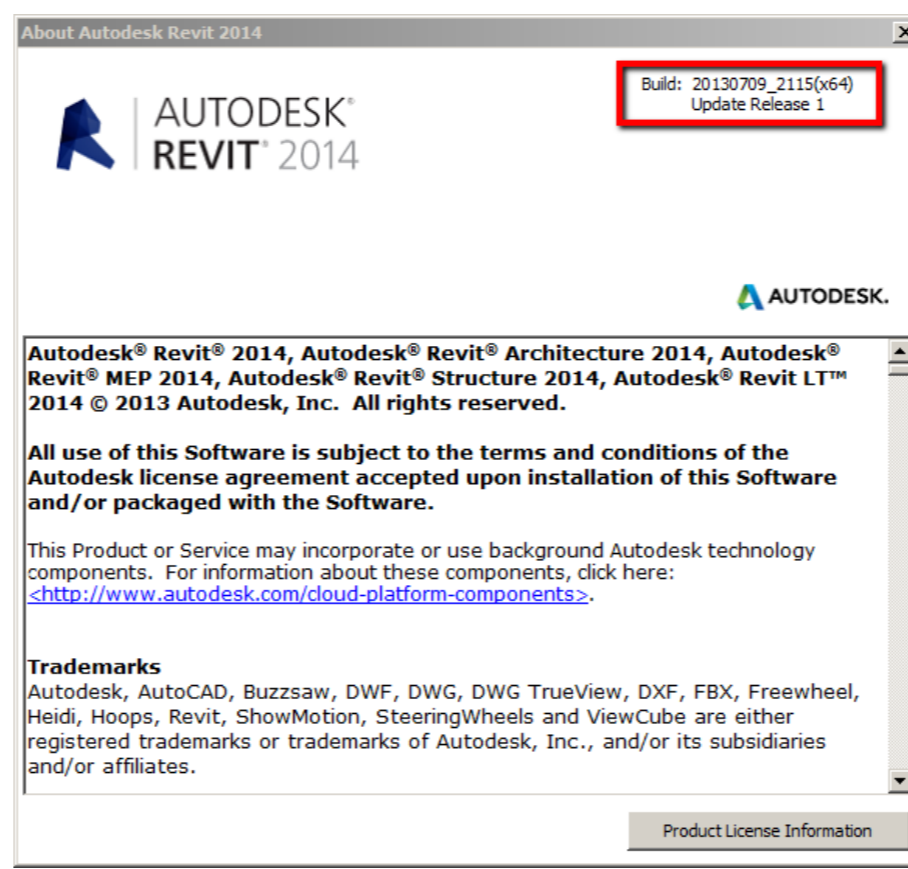 About Autodesk Revit 2014
Build: 20130709_2115(x64)
Update Release 1
AUTODESK®
REVIT® 2014
AUTODESK.
Autodesk® Revit® 2014, Autodesk® Revit® Architecture 2014, Autodesk®
Revit® MEP 2014, Autodesk® Revit® Structure 2014, Autodesk® Revit LT™
2014 © 2013 Autodesk, Inc.  All rights reserved.
All use of this Software is subject to the terms and conditions of the
Autodesk license agreement accepted upon installation of this Software
and/or packaged with the Software.
This Product or Service may incorporate or use background Autodesk technology
components.  For information about these components, click here:
<http://www.autodesk.com/cloud-platform-components>.
Trademarks
Autodesk, AutoCAD, Buzzsaw, DWF, DWG, DWG TrueView, DXF, FBX, Freewheel,
Heidi, Hoops, Revit, ShowMotion, SteeringWheels and ViewCube are either
registered trademarks or trademarks of Autodesk, Inc., and/or its subsidiaries
and/or affiliates.
Product License Information